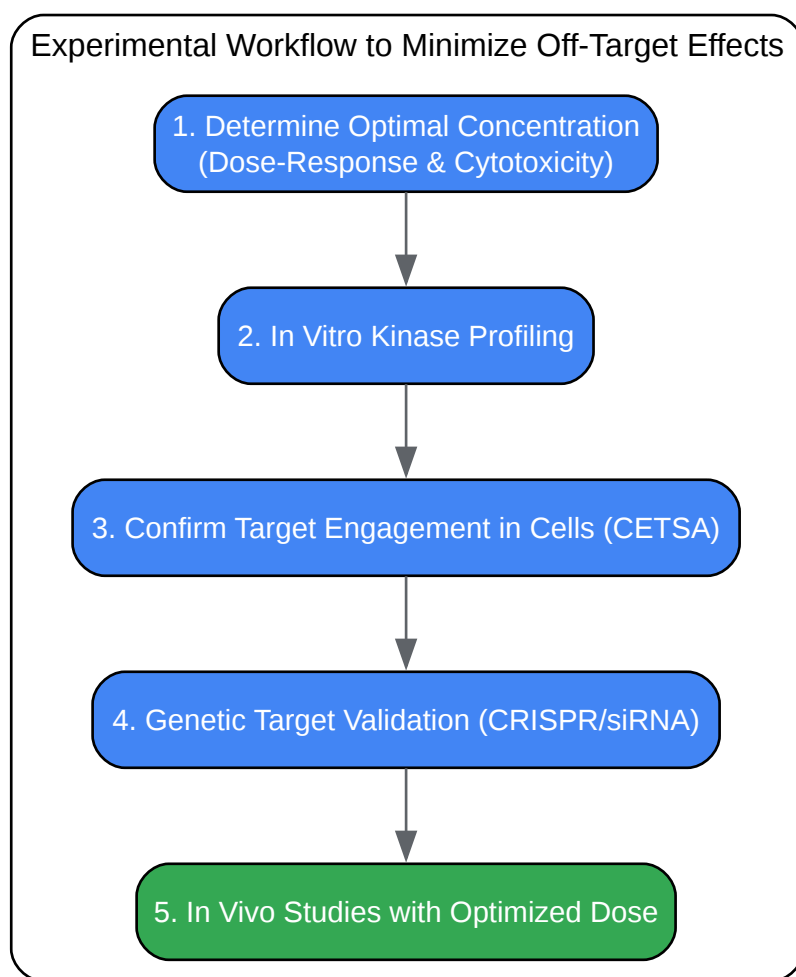 Experimental Workflow to Minimize Off-Target Effects
1. Determine Optimal Concentration
(Dose-Response & Cytotoxicity)
2. In Vitro Kinase Profiling
3. Confirm Target Engagement in Cells (CETSA)
4. Genetic Target Validation (CRISPR/siRNA)
5. In Vivo Studies with Optimized Dose